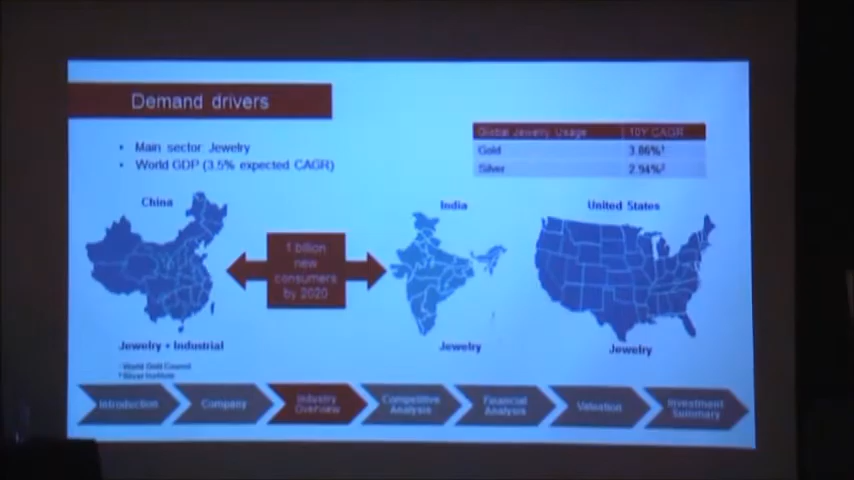 Demand drivers
• Main sector: Jewelry
• World GDP (3.5% expected CAGR)
Global Jewelry Usage 10Y CAGR
Gold 3.86%¹
Silver 2.94%²
China
India
United States
1 billion
new
consumers
by 2020
Jewelry + Industrial
Jewelry
Jewelry
World Gold Council
² Silver Institute
Introduction
Company
Industry
Overview
Competitive
Analysis
Financial
Analysis
Valuation
Investment
Summary